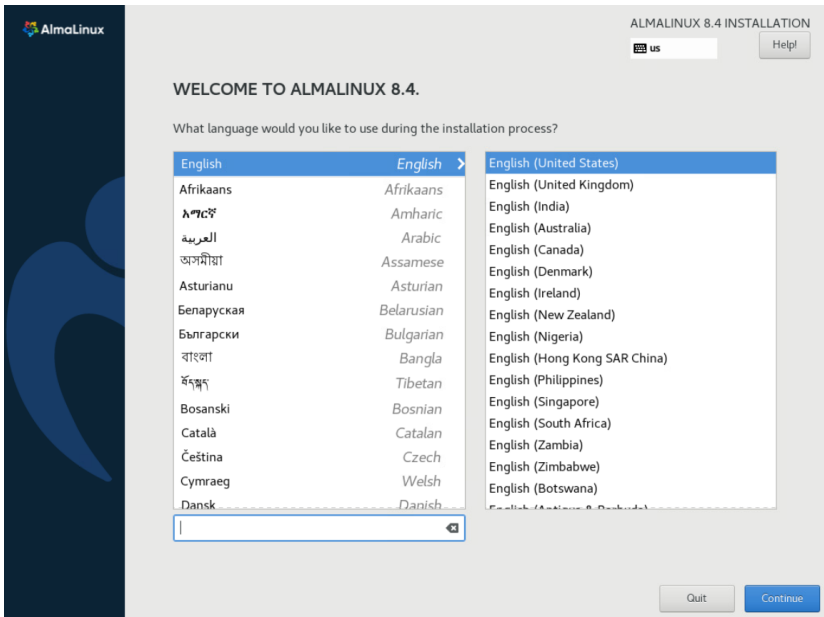 AlmaLinux
ALMALINUX 8.4 INSTALLATION
us
Help!
WELCOME TO ALMALINUX 8.4.
What language would you like to use during the installation process?
English English
Afrikaans Afrikaans
አማርኛ Amharic
العربية Arabic
অসমীয়া Assamese
Asturianu Asturian
Беларуская Belarusian
Български Bulgarian
বাংলা Bangla
བོད་སྐད་ Tibetan
Bosanski Bosnian
Català Catalan
Čeština Czech
Cymraeg Welsh
Dansk Danish
English (United States)
English (United Kingdom)
English (India)
English (Australia)
English (Canada)
English (Denmark)
English (Ireland)
English (New Zealand)
English (Nigeria)
English (Hong Kong SAR China)
English (Philippines)
English (Singapore)
English (South Africa)
English (Zambia)
English (Zimbabwe)
English (Botswana)
English (Antigua & Barbuda)
Quit
Continue